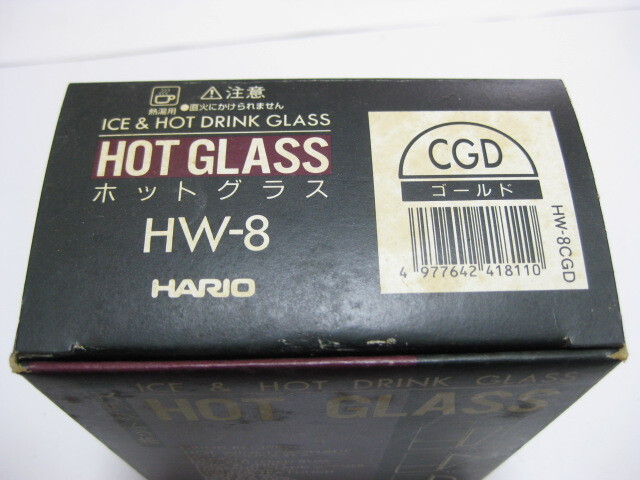 ⚠注意
熱湯用 ●直火にかけられません
ICE & HOT DRINK GLASS
HOT GLASS
ホットグラス
HW-8
HARIO
CGD
ゴールド
4 977642 418110
HW-8CGD
ICE & HOT DRINK GLASS
HOT GLASS